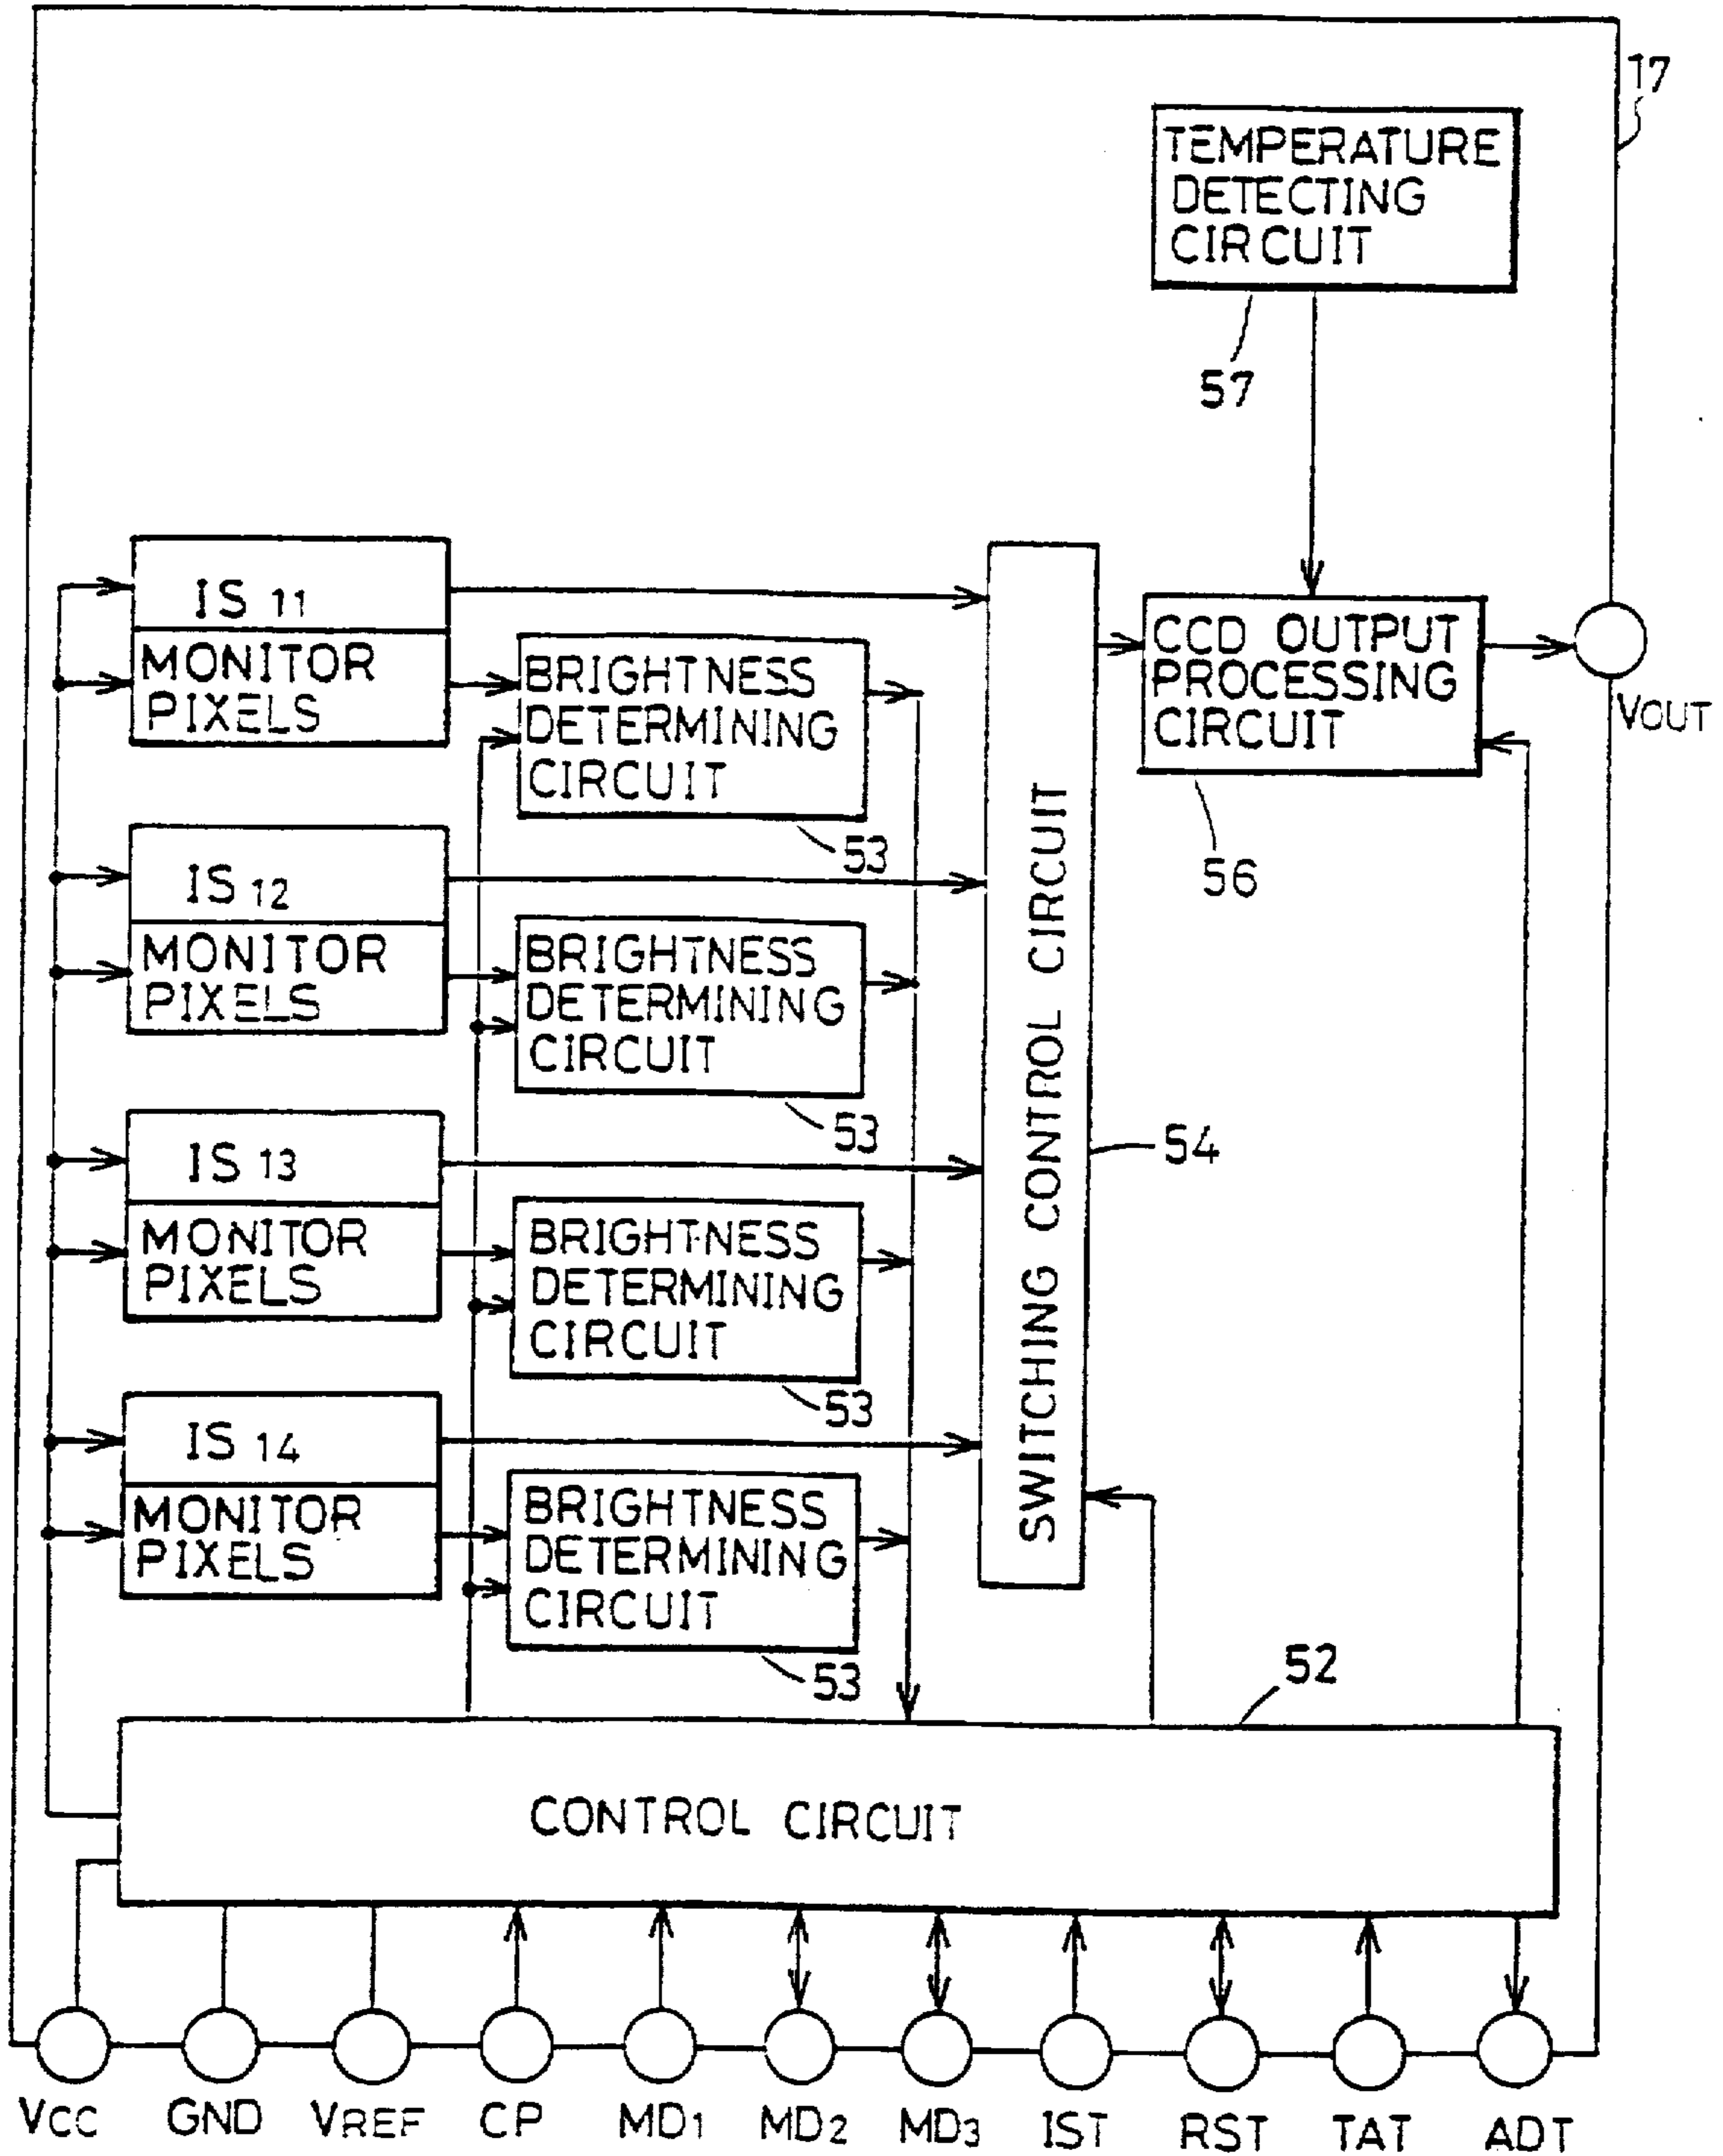 17
TEMPERATURE
DETECTING
CIRCUIT
57
IS 11
MONITOR
PIXELS
BRIGHTNESS
DETERMINING
CIRCUIT
53
CCD OUTPUT
PROCESSING
CIRCUIT
56
VOUT
IS 12
MONITOR
PIXELS
BRIGHTNESS
DETERMINING
CIRCUIT
53
SWITCHING CONTROL CIRCUIT
54
IS 13
MONITOR
PIXELS
BRIGHTNESS
DETERMINING
CIRCUIT
53
IS 14
MONITOR
PIXELS
BRIGHTNESS
DETERMINING
CIRCUIT
53
52
CONTROL CIRCUIT
VCC GND VREF CP MD1 MD2 MD3 IST RST TAT ADT